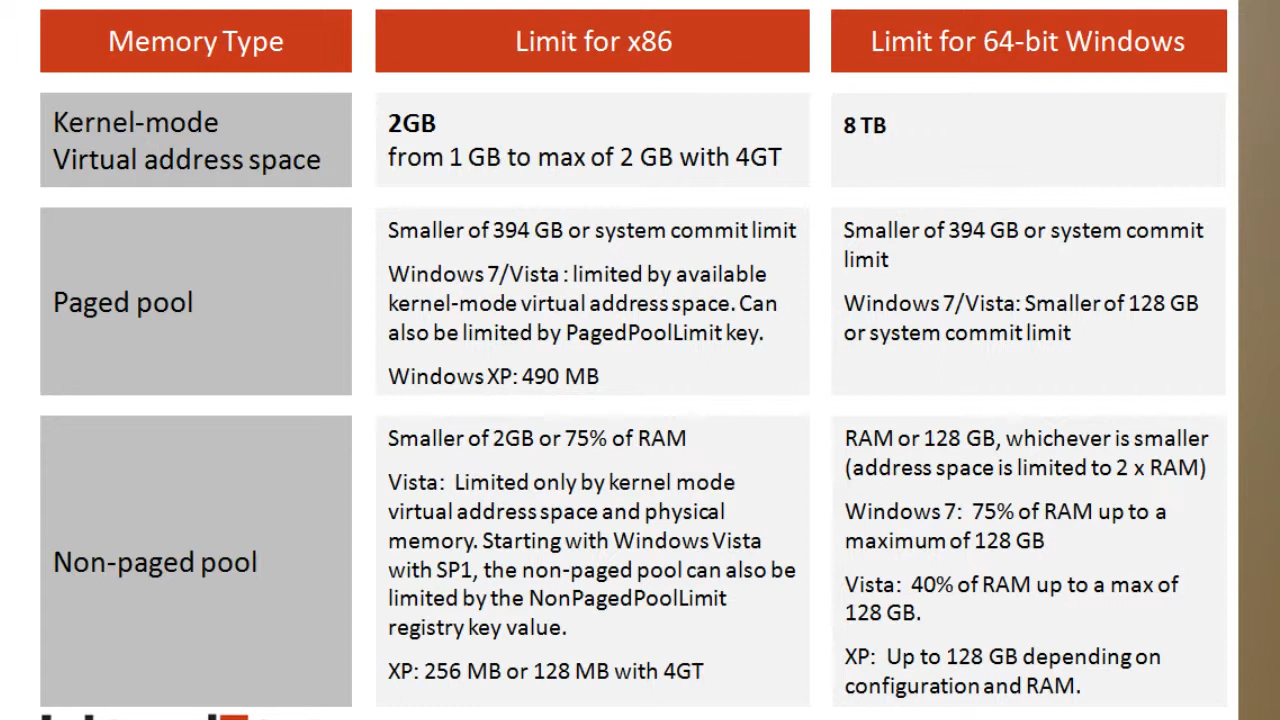 Memory Type
Limit for x86
Limit for 64-bit Windows
Kernel-mode
Virtual address space
2GB
from 1 GB to max of 2 GB with 4GT
8 TB
Paged pool
Smaller of 394 GB or system commit limit
Windows 7/Vista : limited by available
kernel-mode virtual address space. Can
also be limited by PagedPoolLimit key.
Windows XP: 490 MB
Smaller of 394 GB or system commit
limit
Windows 7/Vista: Smaller of 128 GB
or system commit limit
Non-paged pool
Smaller of 2GB or 75% of RAM
Vista:  Limited only by kernel mode
virtual address space and physical
memory. Starting with Windows Vista
with SP1, the non-paged pool can also be
limited by the NonPagedPoolLimit
registry key value.
XP: 256 MB or 128 MB with 4GT
RAM or 128 GB, whichever is smaller
(address space is limited to 2 x RAM)
Windows 7:  75% of RAM up to a
maximum of 128 GB
Vista:  40% of RAM up to a max of
128 GB.
XP:  Up to 128 GB depending on
configuration and RAM.